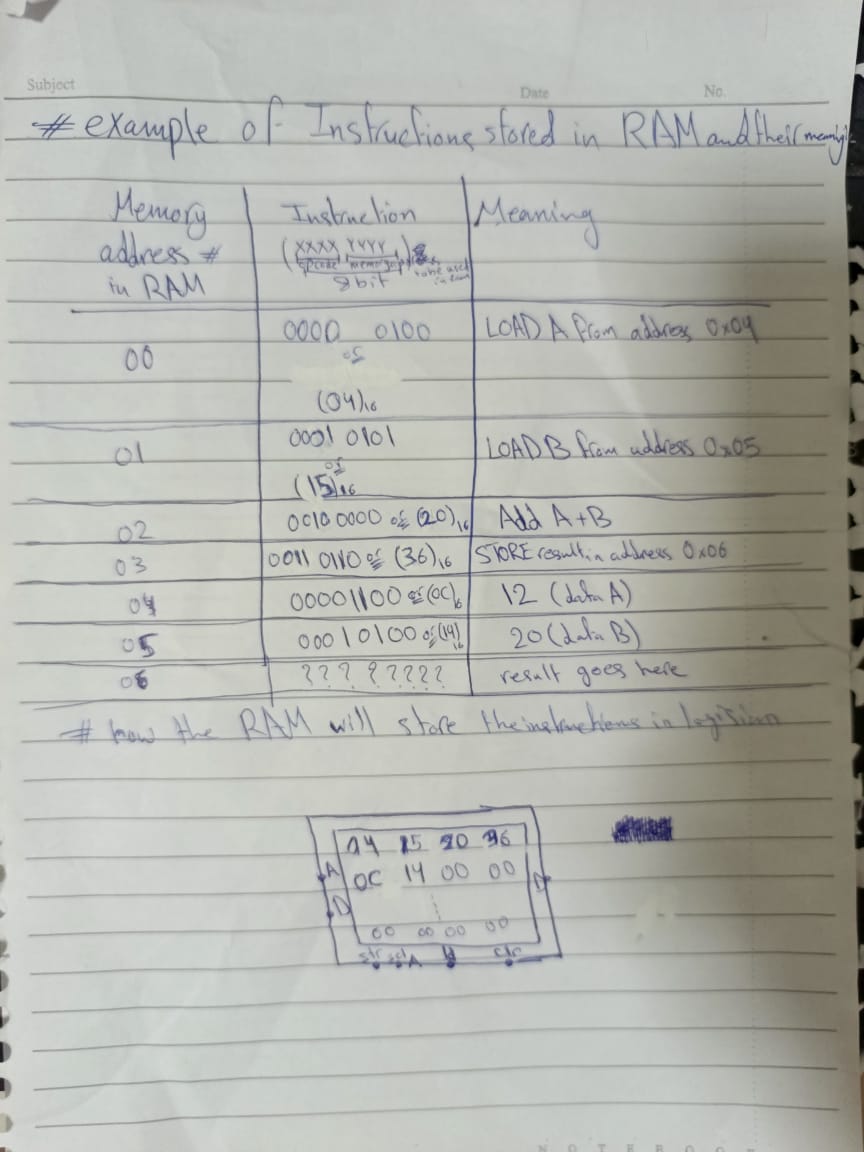 Subject
Date
No.
# example of Instructions stored in RAM and their meaning
Memory address # in RAM
Instruction
(XXXX YYYY)
opcode memory
8 bit
to be used
Meaning
00
0000 0100
or
(04)16
LOAD A from address 0x04
01
0001 0101
or
(15)16
LOAD B from address 0x05
02
0010 0000 or (20)16
Add A+B
03
0011 0110 or (36)16
STORE result in address 0x06
04
00001100 or (0C)16
12 (data A)
05
00010100 or (14)16
20 (data B)
06
????????
result goes here
# how the RAM will store the instructions in logisim
04 15 20 36
0C 14 00 00
00 00 00 00
A
D
D
str
sel
A
ld
clr
NOTEBOOK